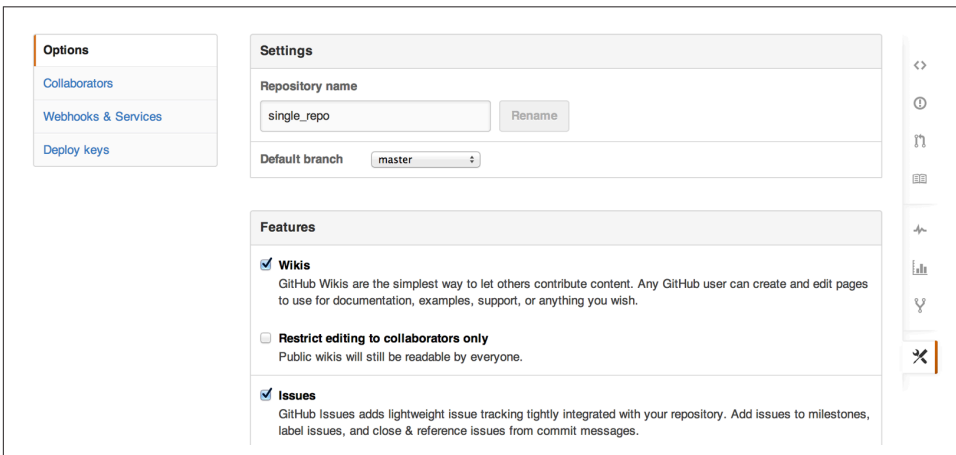 Options
Collaborators
Webhooks & Services
Deploy keys
Settings
Repository name
single_repo
Rename
Default branch
master
Features
Wikis
GitHub Wikis are the simplest way to let others contribute content. Any GitHub user can create and edit pages
to use for documentation, examples, support, or anything you wish.
Restrict editing to collaborators only
Public wikis will still be readable by everyone.
Issues
GitHub Issues adds lightweight issue tracking tightly integrated with your repository. Add issues to milestones,
label issues, and close & reference issues from commit messages.